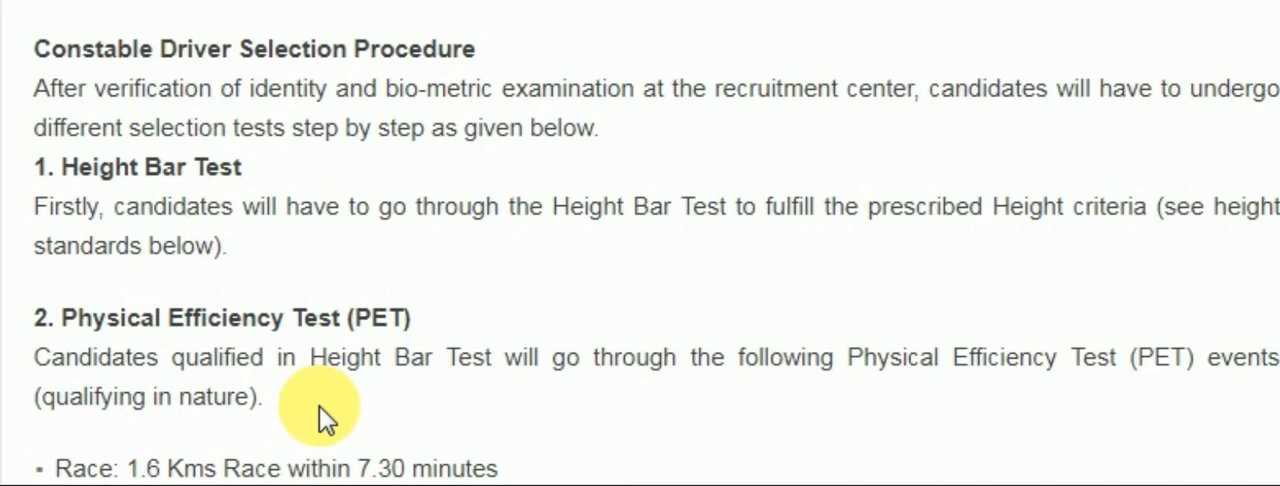 Constable Driver Selection Procedure
After verification of identity and bio-metric examination at the recruitment center, candidates will have to undergo
different selection tests step by step as given below.
1. Height Bar Test
Firstly, candidates will have to go through the Height Bar Test to fulfill the prescribed Height criteria (see height
standards below).
2. Physical Efficiency Test (PET)
Candidates qualified in Height Bar Test will go through the following Physical Efficiency Test (PET) events
(qualifying in nature).
▪ Race: 1.6 Kms Race within 7.30 minutes